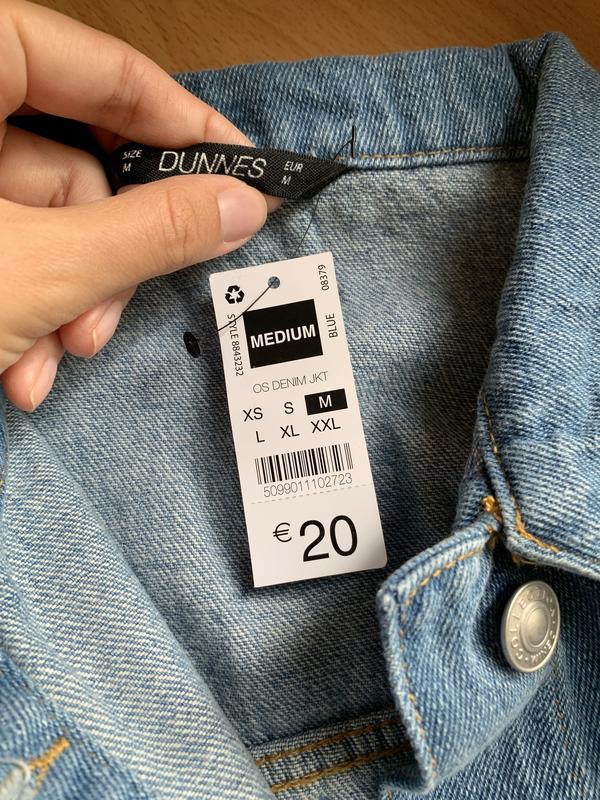 SIZE
M
DUNNES
EUR
M
08379
STYLE 8843232
MEDIUM
BLUE
OS DENIM JKT
XS S M
L XL XXL
5099011102723
€20